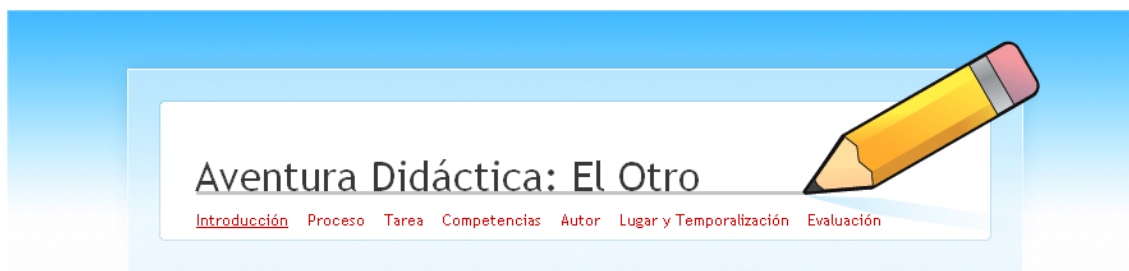 Aventura Didáctica: El Otro
Introducción Proceso Tarea Competencias Autor Lugar y Temporalización Evaluación